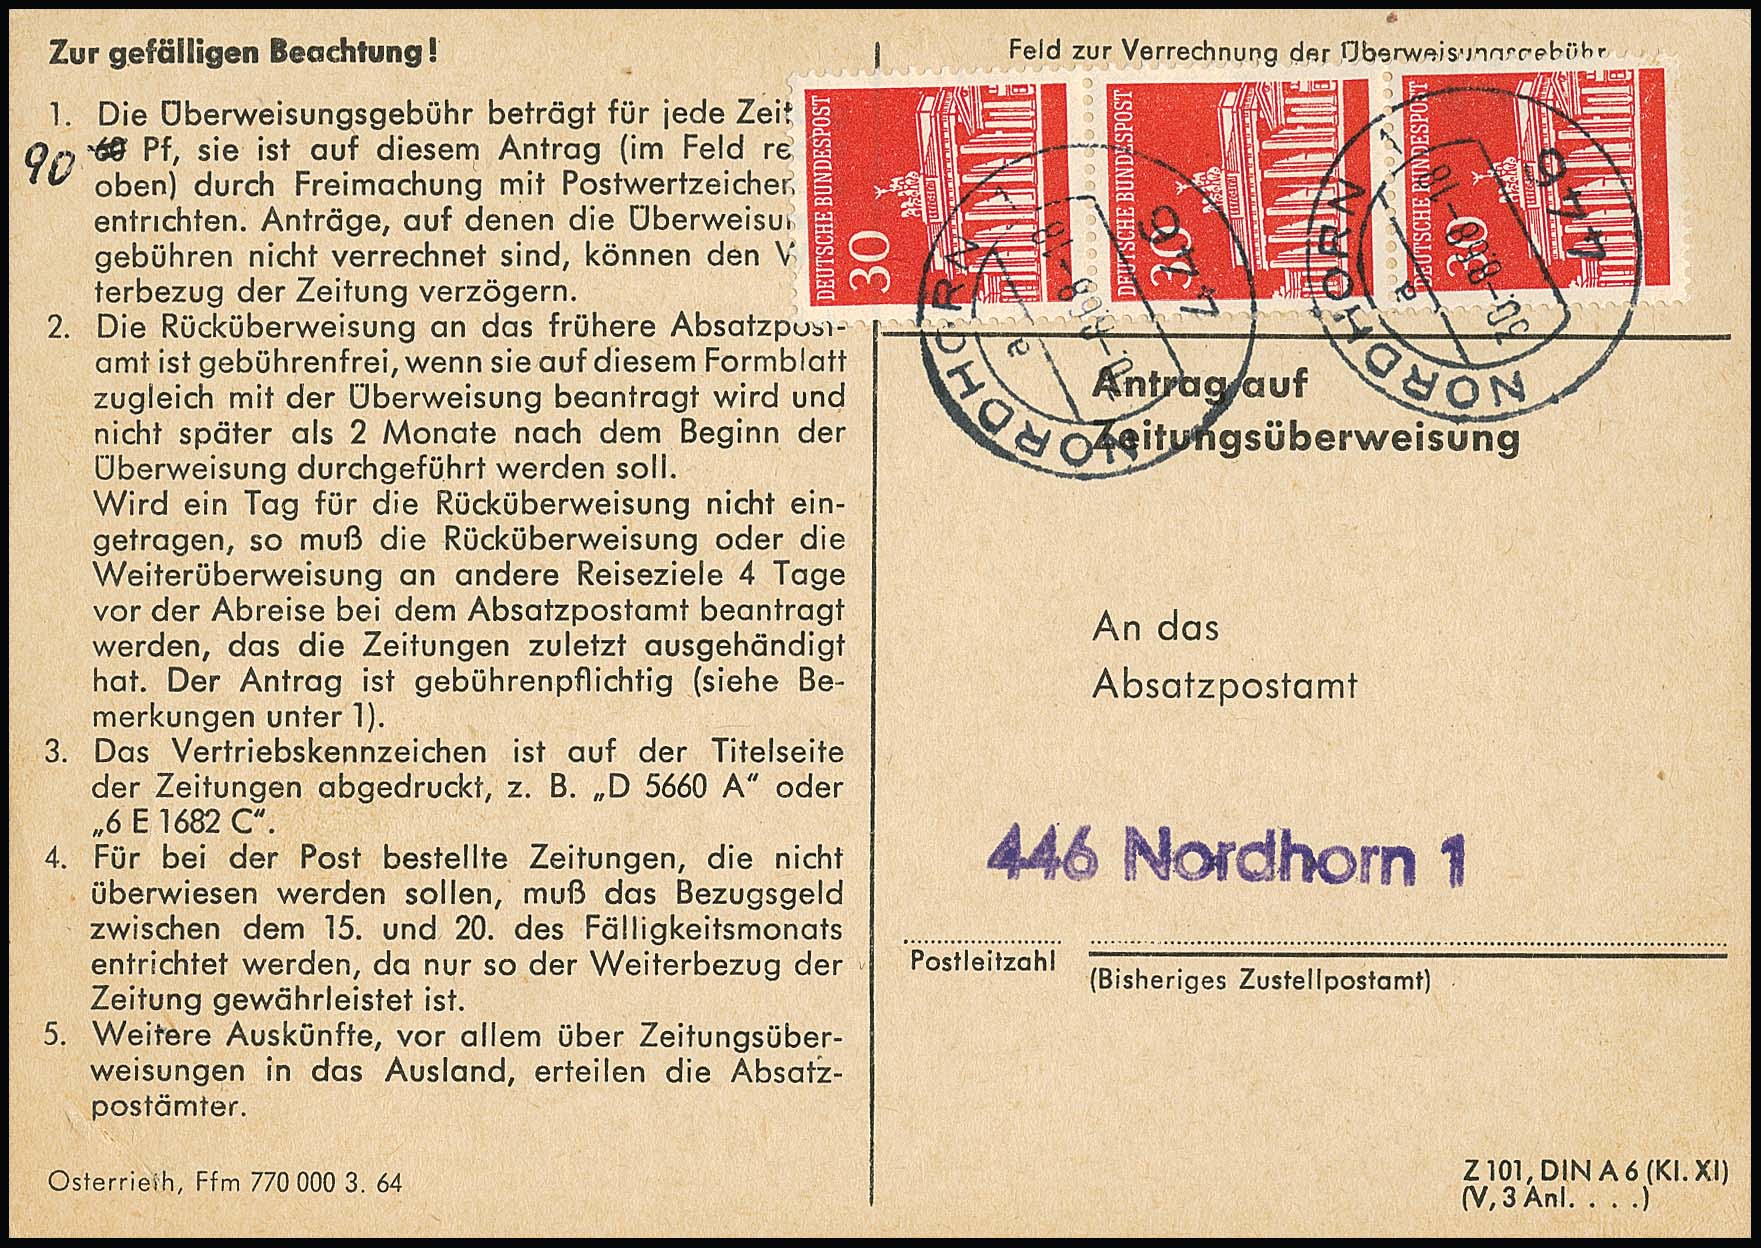 Zur gefälligen Beachtung!
1. Die Überweisungsgebühr beträgt für jede Zeit
90 60 Pf, sie ist auf diesem Antrag (im Feld re
oben) durch Freimachung mit Postwertzeichen
entrichten. Anträge, auf denen die Überweisu
gebühren nicht verrechnet sind, können den W
terbezug der Zeitung verzögern.
2. Die Rücküberweisung an das frühere Absatzpost-
amt ist gebührenfrei, wenn sie auf diesem Formblatt
zugleich mit der Überweisung beantragt wird und
nicht später als 2 Monate nach dem Beginn der
Überweisung durchgeführt werden soll.
Wird ein Tag für die Rücküberweisung nicht ein-
getragen, so muß die Rücküberweisung oder die
Weiterüberweisung an andere Reiseziele 4 Tage
vor der Abreise bei dem Absatzpostamt beantragt
werden, das die Zeitungen zuletzt ausgehändigt
hat. Der Antrag ist gebührenpflichtig (siehe Be-
merkungen unter 1).
3. Das Vertriebskennzeichen ist auf der Titelseite
der Zeitungen abgedruckt, z. B. „D 5660 A“ oder
„6 E 1682 C“.
4. Für bei der Post bestellte Zeitungen, die nicht
überwiesen werden sollen, muß das Bezugsgeld
zwischen dem 15. und 20. des Fälligkeitsmonats
entrichtet werden, da nur so der Weiterbezug der
Zeitung gewährleistet ist.
5. Weitere Auskünfte, vor allem über Zeitungsüber-
weisungen in das Ausland, erteilen die Absatz-
postämter.
Osterrieth, Ffm 770 000 3. 64
Feld zur Verrechnung der Überweisungsgebühr
DEUTSCHE BUNDESPOST
30
DEUTSCHE BUNDESPOST
30
DEUTSCHE BUNDESPOST
30
446 NORDHORN
a
446 NORDHORN
30.-8.68-18
a
Antrag auf
Zeitungsüberweisung
An das
Absatzpostamt
446 Nordhorn 1
Postleitzahl
(Bisheriges Zustellpostamt)
Z 101, DIN A 6 (Kl. XI)
(V, 3 Anl. . . . .)